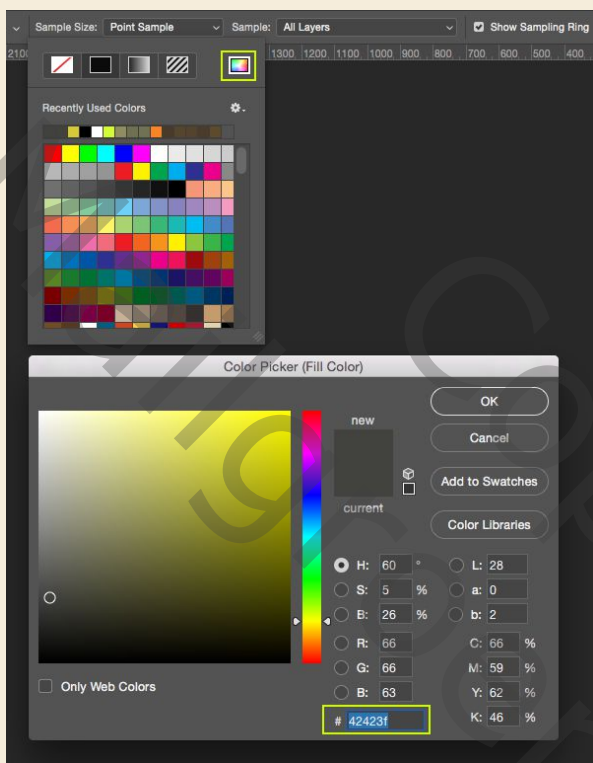 Sample Size: Point Sample Sample: All Layers Show Sampling Ring
2100 1300 1200 1100 1000 900 800 700 600 500 400
Recently Used Colors
Color Picker (Fill Color)
new
current
OK
Cancel
Add to Swatches
Color Libraries
H: 60 ° L: 28
S: 5 % a: 0
B: 26 % b: 2
R: 66 C: 66 %
G: 66 M: 59 %
B: 63 Y: 62 %
# 42423f K: 46 %
Only Web Colors